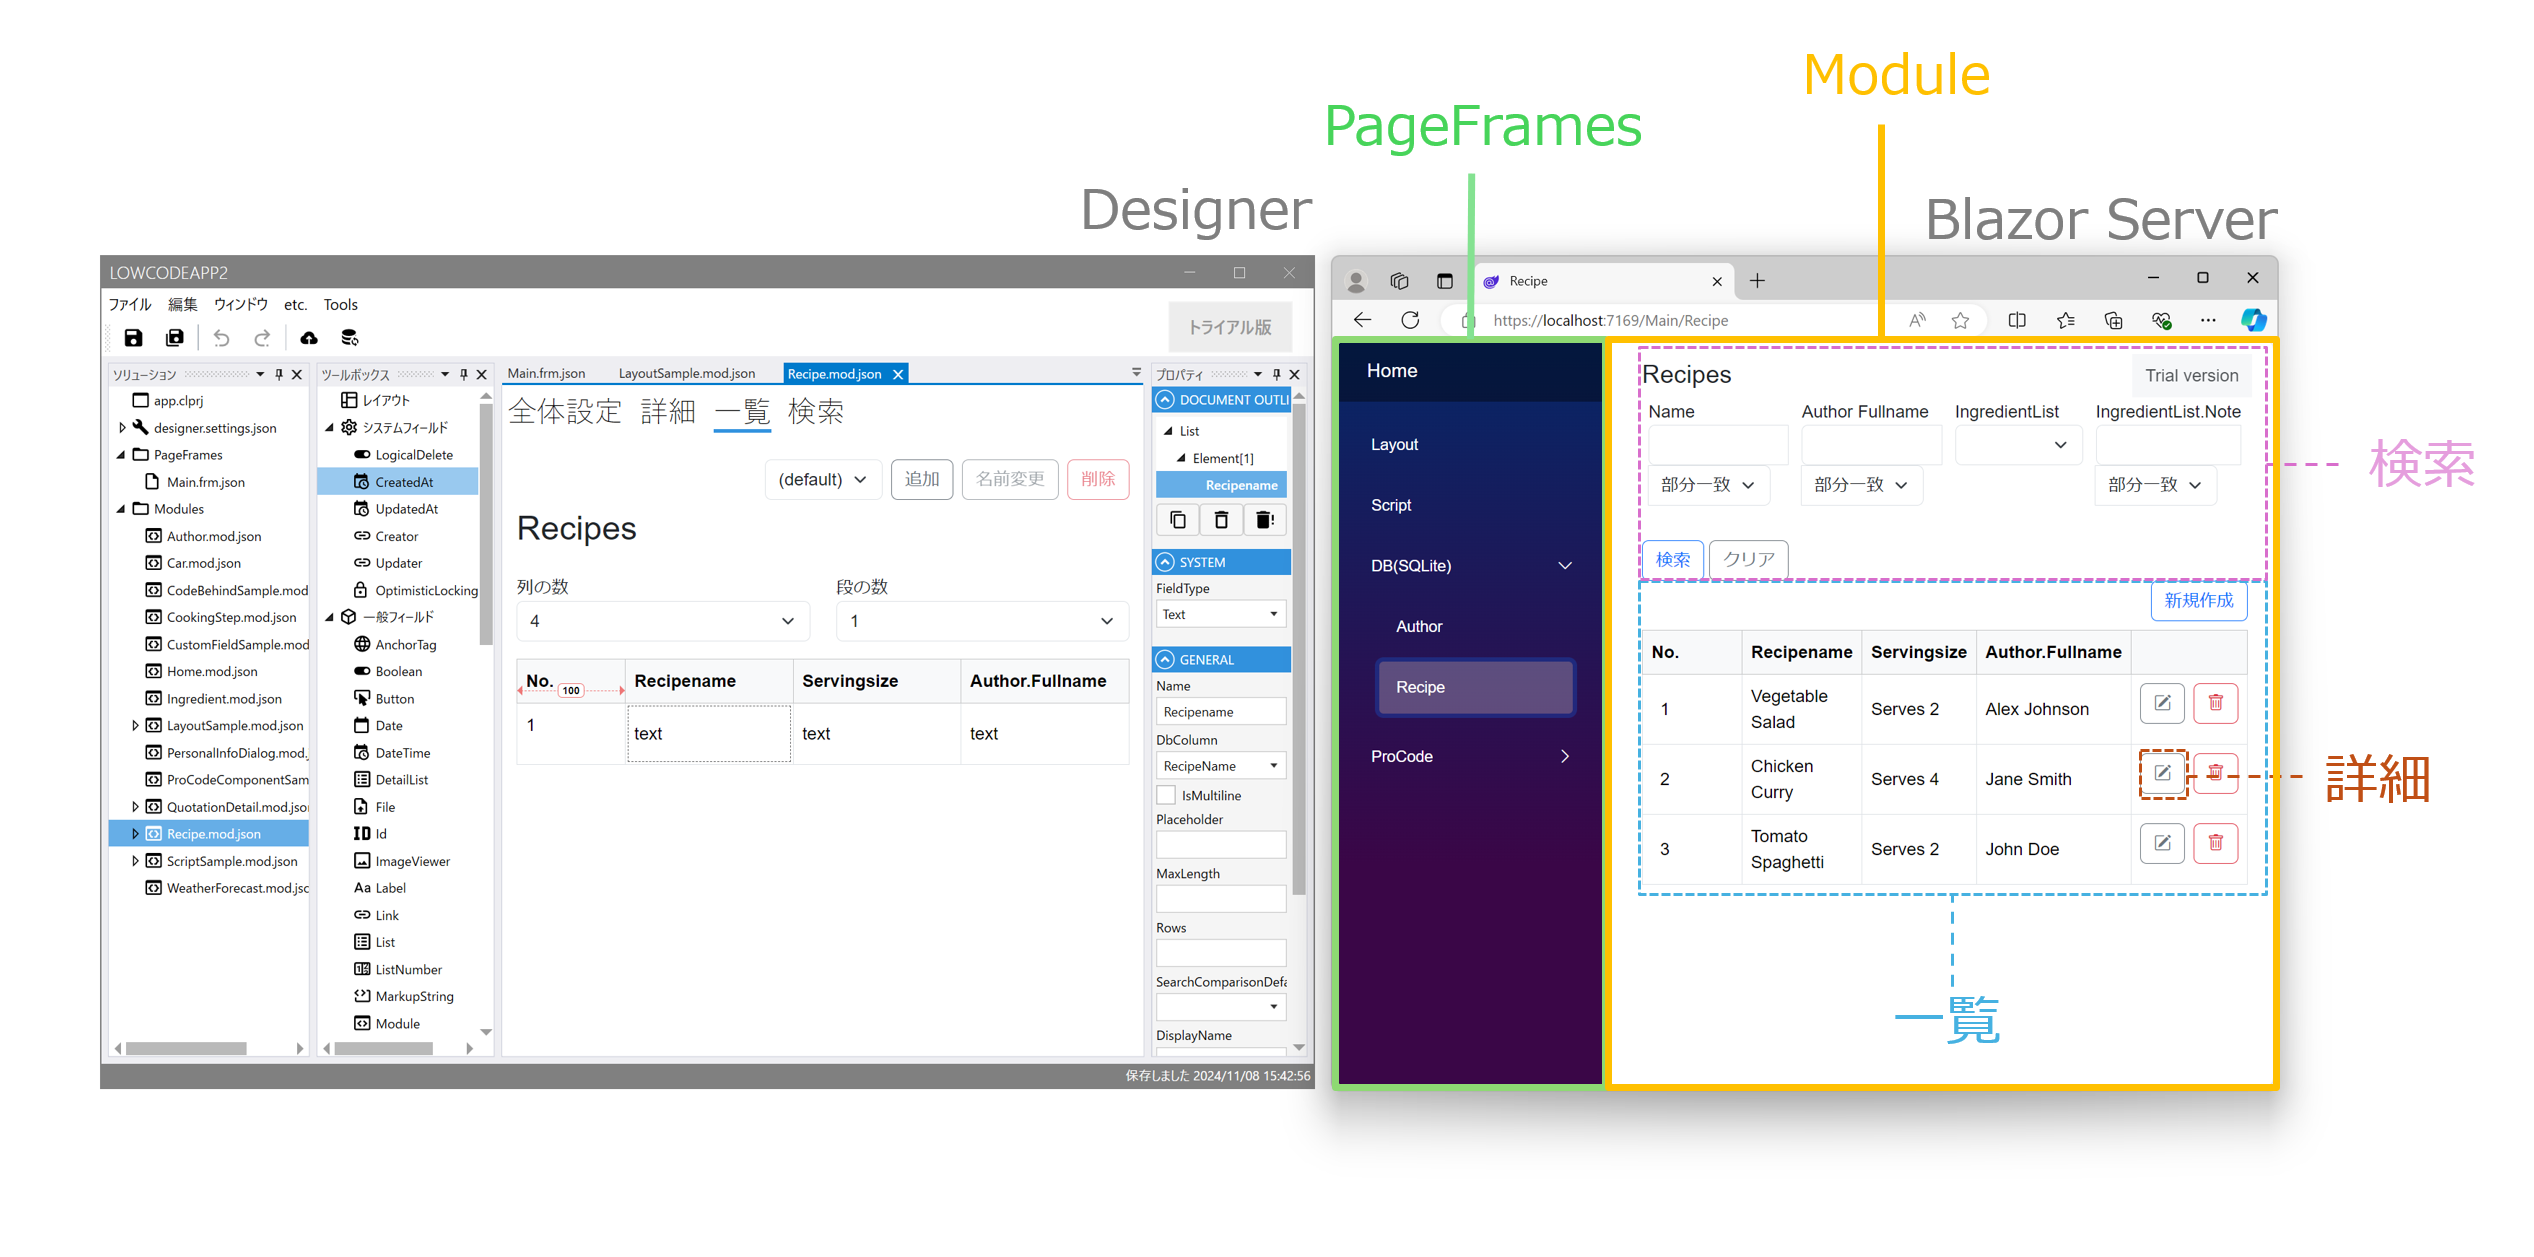 Module
PageFrames
Designer
Blazor Server
LOWCODEAPP2
ファイル 編集 ウィンドウ etc. Tools
トライアル版
ソリューション
app.clprj
designer.settings.json
PageFrames
Main.frm.json
Modules
Author.mod.json
Car.mod.json
CodeBehindSample.mod
CookingStep.mod.json
CustomFieldSample.mod
Home.mod.json
Ingredient.mod.json
LayoutSample.mod.json
PersonalInfoDialog.mod.
ProCodeComponentSam
QuotationDetail.mod.jso
Recipe.mod.json
ScriptSample.mod.json
WeatherForecast.mod.jsc
ツールボックス
レイアウト
システムフィールド
LogicalDelete
CreatedAt
UpdatedAt
Creator
Updater
OptimisticLocking
一般フィールド
AnchorTag
Boolean
Button
Date
DateTime
DetailList
File
ID Id
ImageViewer
Aa Label
Link
List
ListNumber
MarkupString
Module
Main.frm.json LayoutSample.mod.json Recipe.mod.json
全体設定 詳細 一覧 検索
(default) 追加 名前変更 削除
Recipes
列の数 段の数
4 1
No. Recipename Servingsize Author.Fullname
100
1 text text text
プロパティ
DOCUMENT OUTLI
List
Element[1]
Recipename
SYSTEM
FieldType
Text
GENERAL
Name
Recipename
DbColumn
RecipeName
IsMultiline
Placeholder
MaxLength
Rows
SearchComparisonDefa
DisplayName
保存しました 2024/11/08 15:42:56
Recipe
https://localhost:7169/Main/Recipe
Home
Layout
Script
DB(SQLite)
Author
Recipe
ProCode
Recipes
Trial version
Name Author Fullname IngredientList IngredientList.Note
部分一致 部分一致 部分一致
検索 クリア
新規作成
No. Recipename Servingsize Author.Fullname
1 Vegetable Salad Serves 2 Alex Johnson
2 Chicken Curry Serves 4 Jane Smith
3 Tomato Spaghetti Serves 2 John Doe
検索
詳細
一覧